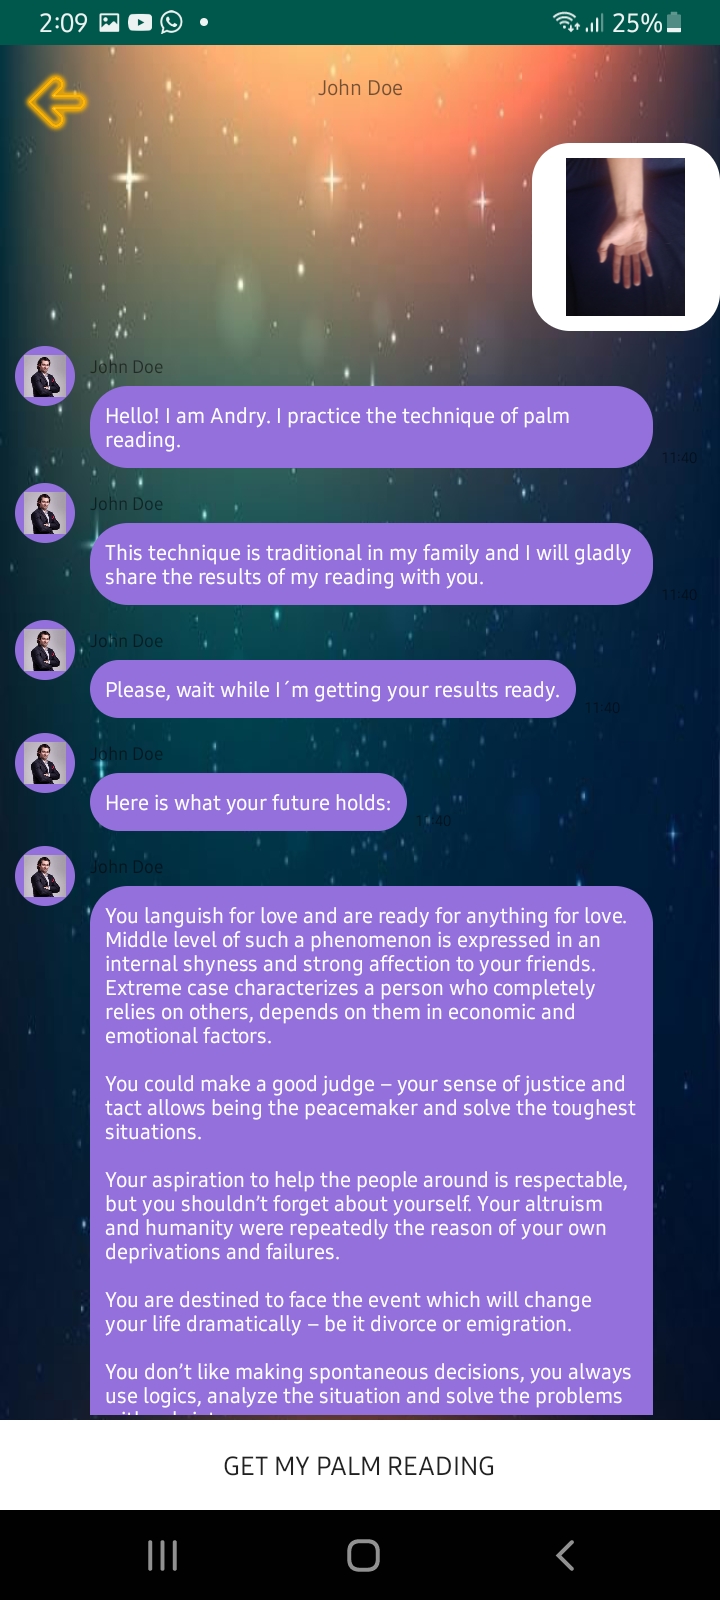 2:09
25%
John Doe
John Doe
Hello! I am Andry. I practice the technique of palm
reading.
11:40
John Doe
This technique is traditional in my family and I will gladly
share the results of my reading with you.
11:40
John Doe
Please, wait while I´m getting your results ready.
11:40
John Doe
Here is what your future holds:
11:40
John Doe
You languish for love and are ready for anything for love.
Middle level of such a phenomenon is expressed in an
internal shyness and strong affection to your friends.
Extreme case characterizes a person who completely
relies on others, depends on them in economic and
emotional factors.
You could make a good judge – your sense of justice and
tact allows being the peacemaker and solve the toughest
situations.
Your aspiration to help the people around is respectable,
but you shouldn’t forget about yourself. Your altruism
and humanity were repeatedly the reason of your own
deprivations and failures.
You are destined to face the event which will change
your life dramatically – be it divorce or emigration.
You don’t like making spontaneous decisions, you always
use logics, analyze the situation and solve the problems
GET MY PALM READING